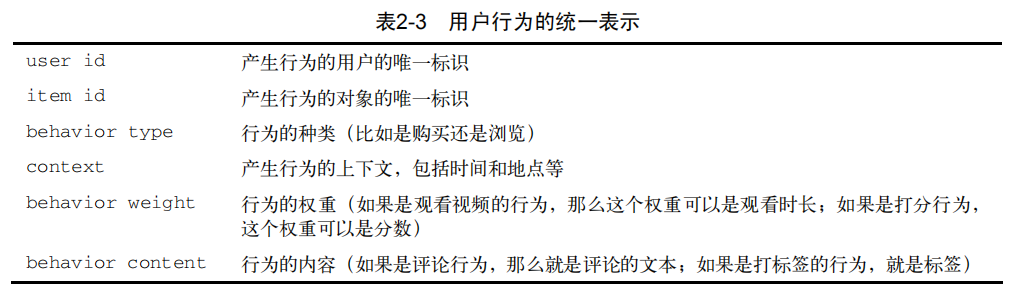 表2-3 用户行为的统一表示
user id 产生行为的用户的唯一标识
item id 产生行为的对象的唯一标识
behavior type 行为的种类（比如是购买还是浏览）
context 产生行为的上下文，包括时间和地点等
behavior weight 行为的权重（如果是观看视频的行为，那么这个权重可以是观看时长；如果是打分行为，
这个权重可以是分数）
behavior content 行为的内容（如果是评论行为，那么就是评论的文本；如果是打标签的行为，就是标签）